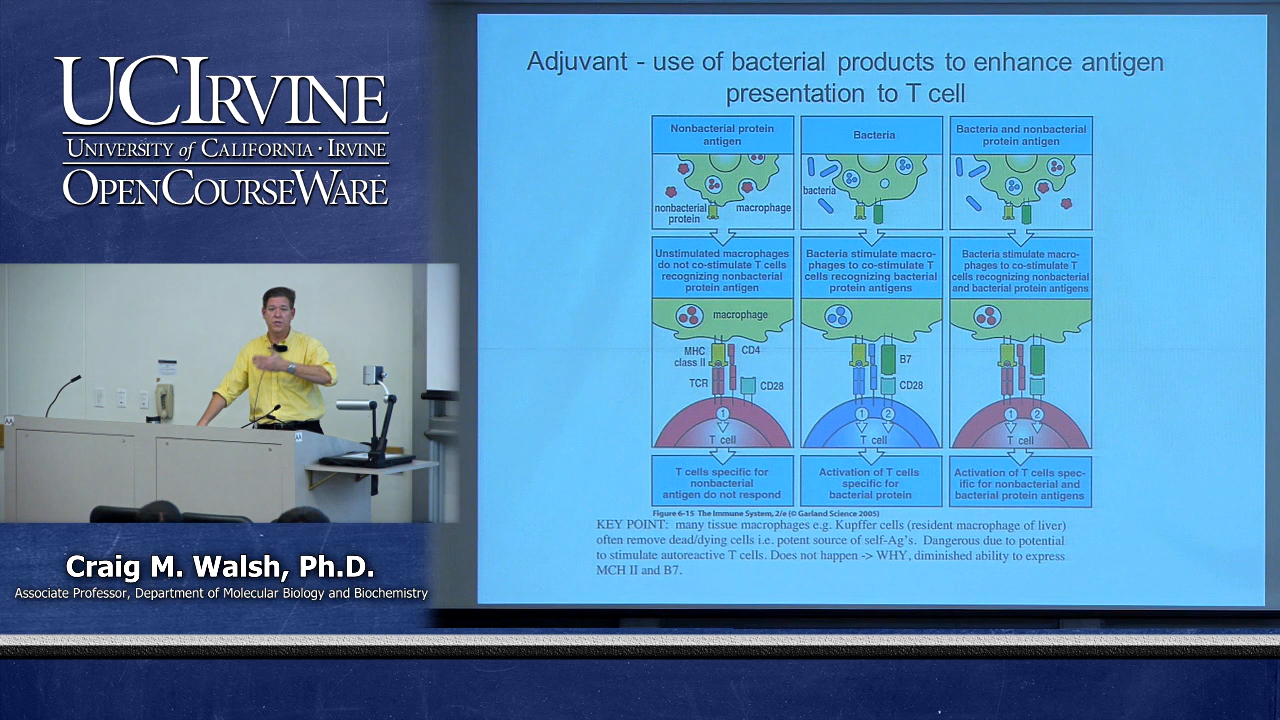 UCIRVINE
UNIVERSITY of CALIFORNIA · IRVINE
OPENCOURSEWARE
Craig M. Walsh, Ph.D.
Associate Professor, Department of Molecular Biology and Biochemistry
Adjuvant - use of bacterial products to enhance antigen
presentation to T cell
Nonbacterial protein
antigen
nonbacterial
protein
macrophage
Unstimulated macrophages
do not co-stimulate T cells
recognizing nonbacterial
protein antigen
macrophage
MHC
class II
CD4
TCR
CD28
1
T cell
T cells specific for
nonbacterial
antigen do not respond
Bacteria
bacteria
Bacteria stimulate macro-
phages to co-stimulate T
cells recognizing bacterial
protein antigens
B7
CD28
1
2
T cell
Activation of T cells
specific for
bacterial protein
Bacteria and nonbacterial
protein antigen
Bacteria stimulate macro-
phages to co-stimulate T
cells recognizing nonbacterial
and bacterial protein antigens
1
2
T cell
Activation of T cells spec-
ific for nonbacterial and
bacterial protein antigens
Figure 6-15 The Immune System, 2/e (© Garland Science 2005)
KEY POINT: many tissue macrophages e.g. Kupffer cells (resident macrophage of liver)
often remove dead/dying cells i.e. potent source of self-Ag's. Dangerous due to potential
to stimulate autoreactive T cells. Does not happen -> WHY, diminished ability to express
MCH II and B7.